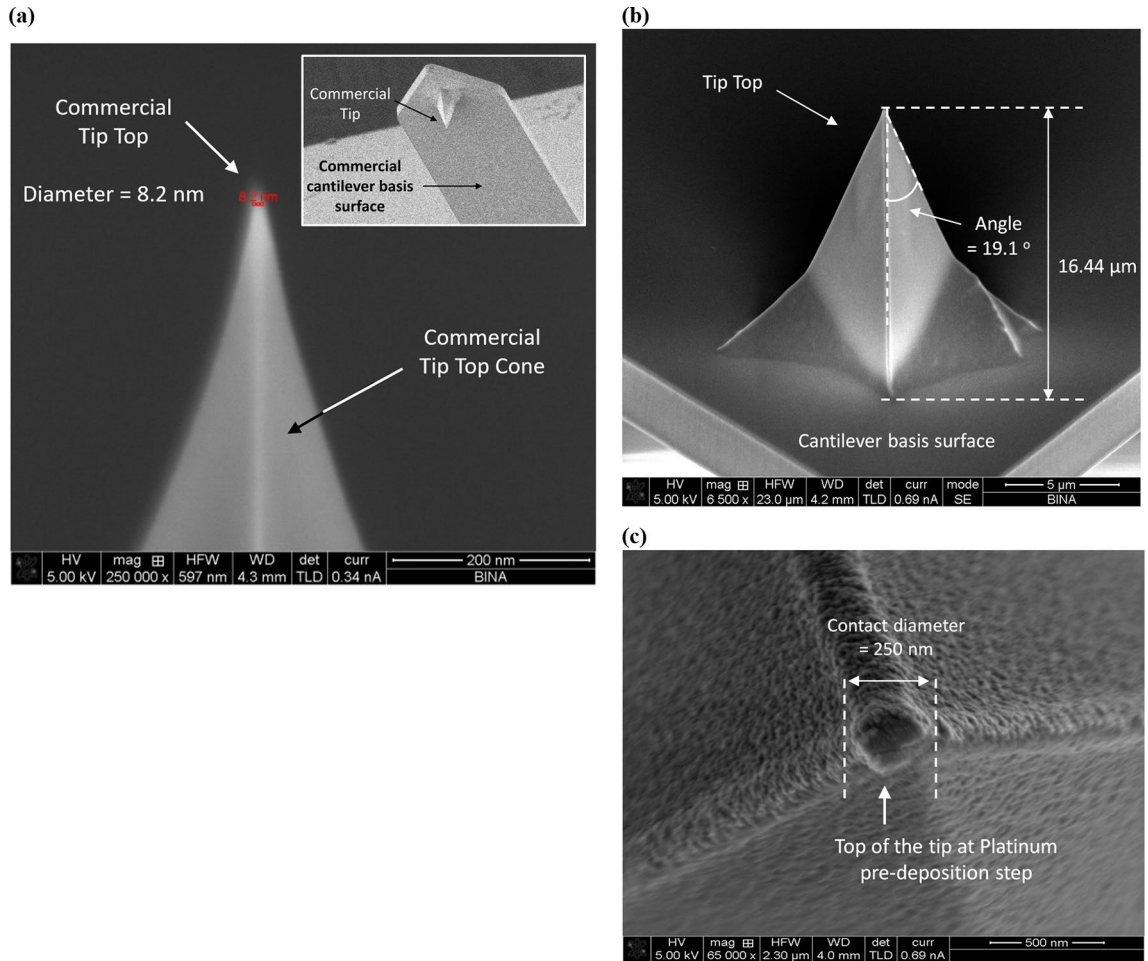 (a)
Commercial
Tip Top
Diameter = 8.2 nm
8.2 nm
Commercial
Tip
Commercial
cantilever basis
surface
Commercial
Tip Top Cone
HV mag HFW WD det curr 200 nm
5.00 kV 250 000 x 597 nm 4.3 mm TLD 0.34 nA BINA
(b)
Tip Top
Angle
= 19.1 º
16.44 µm
Cantilever basis surface
HV mag HFW WD det curr mode 5 µm
5.00 kV 6 500 x 23.0 µm 4.2 mm TLD 0.69 nA SE BINA
(c)
Contact diameter
= 250 nm
Top of the tip at Platinum
pre-deposition step
HV mag HFW WD det curr 500 nm
5.00 kV 65 000 x 2.30 µm 4.0 mm TLD 0.69 nA